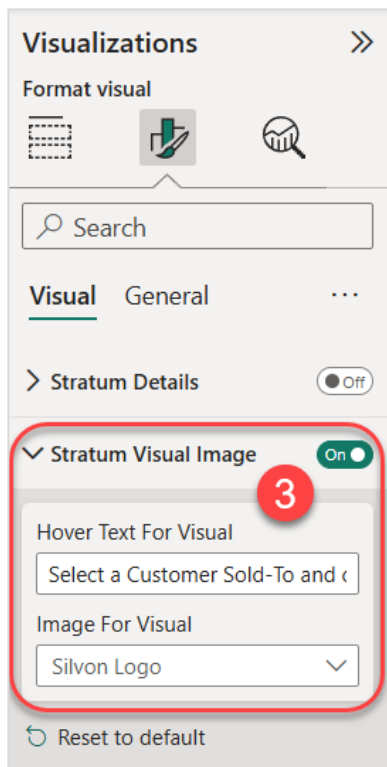 Visualizations
Format visual
Search
Visual General
Stratum Details Off
Stratum Visual Image On
3
Hover Text For Visual
Select a Customer Sold-To and c
Image For Visual
Silvon Logo
Reset to default